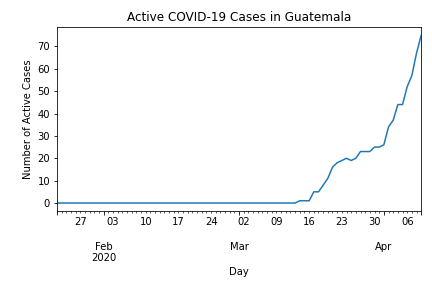 Active COVID-19 Cases in Guatemala
Number of Active Cases
70
60
50
40
30
20
10
0
27 03 10 17 24 02 09 16 23 30 06
Feb Mar Apr
2020
Day